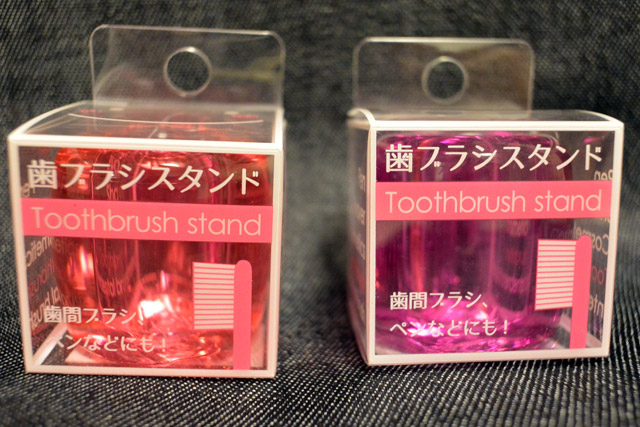 歯ブラシスタンド
Toothbrush stand
歯間ブラシ、
ペンなどにも!
歯ブラシスタンド
Toothbrush stand
歯間ブラシ、
ペンなどにも!